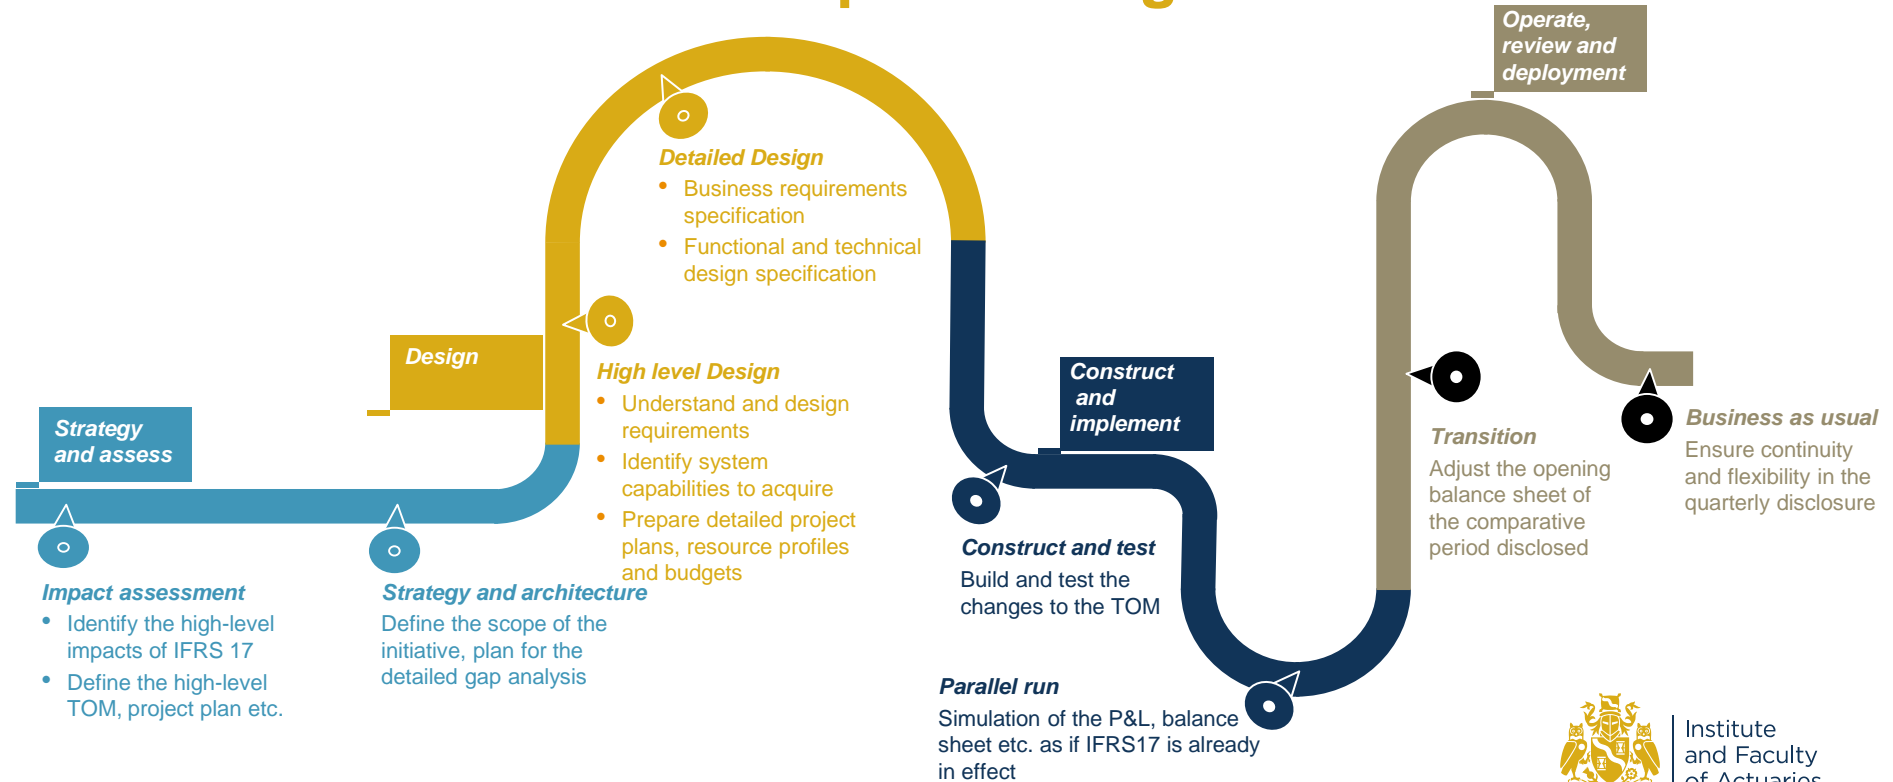 Strategy
and assess
Impact assessment
• Identify the high-level
impacts of IFRS 17
• Define the high-level
TOM, project plan etc.
Strategy and architecture
Define the scope of the
initiative, plan for the
detailed gap analysis
Design
High level Design
• Understand and design
requirements
• Identify system
capabilities to acquire
• Prepare detailed project
plans, resource profiles
and budgets
Detailed Design
• Business requirements
specification
• Functional and technical
design specification
Construct
and
implement
Construct and test
Build and test the
changes to the TOM
Parallel run
Simulation of the P&L, balance
sheet etc. as if IFRS17 is already
in effect
Operate,
review and
deployment
Transition
Adjust the opening
balance sheet of
the comparative
period disclosed
Business as usual
Ensure continuity
and flexibility in the
quarterly disclosure
Institute
and Faculty
of Actuaries